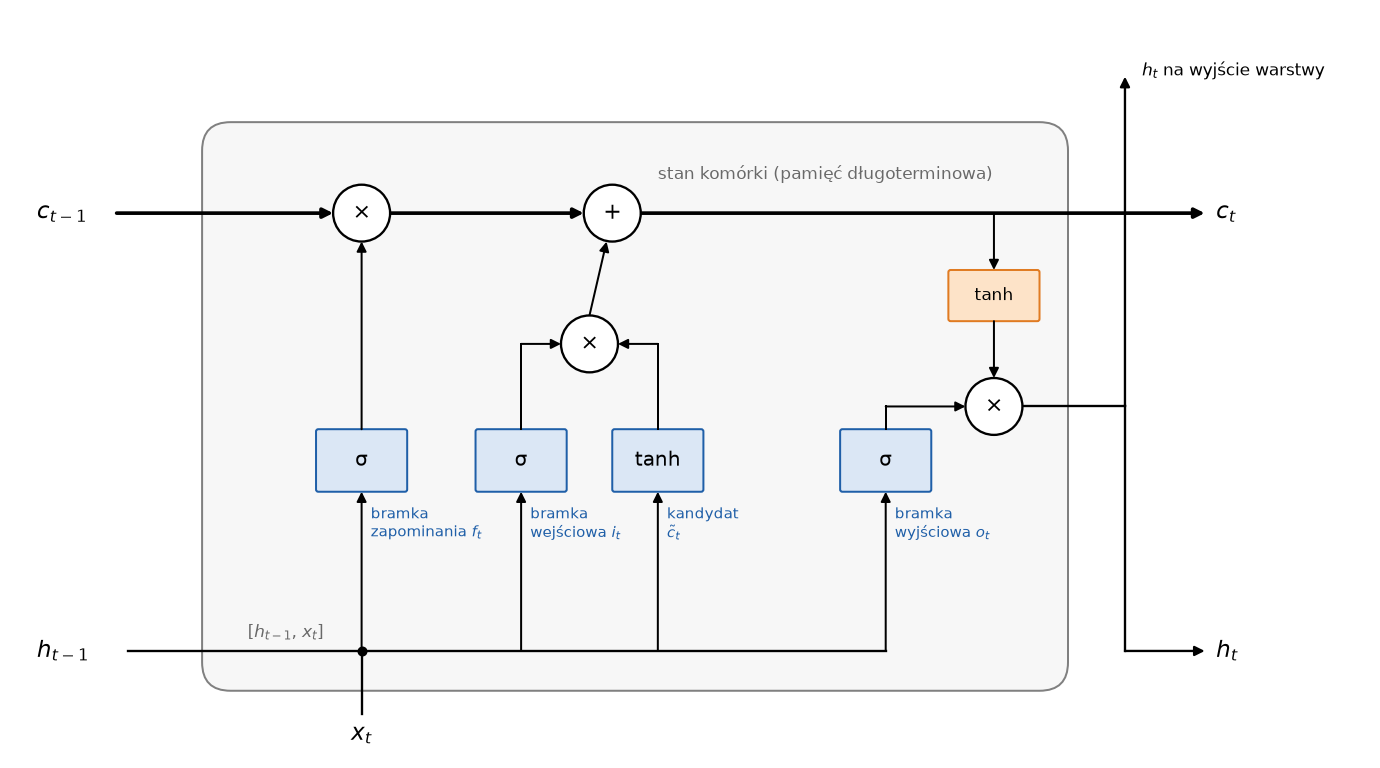 h_t na wyjście warstwy
stan komórki (pamięć długoterminowa)
c_{t−1}
×
+
c_t
tanh
×
×
σ
σ
tanh
σ
bramka
zapominania f_t
bramka
wejściowa i_t
kandydat
c̃_t
bramka
wyjściowa o_t
[h_{t−1}, x_t]
h_{t−1}
h_t
x_t